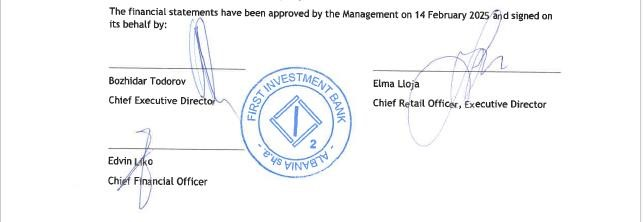 The financial statements have been approved by the Management on 14 February 2025 and signed on
its behalf by:
Bozhidar Todorov
Chief Executive Director
Elma Lloja
Chief Retail Officer, Executive Director
FIRST INVESTMENT BANK
- ALBANIA sh.a. -
2
Edvin Liko
Chief Financial Officer